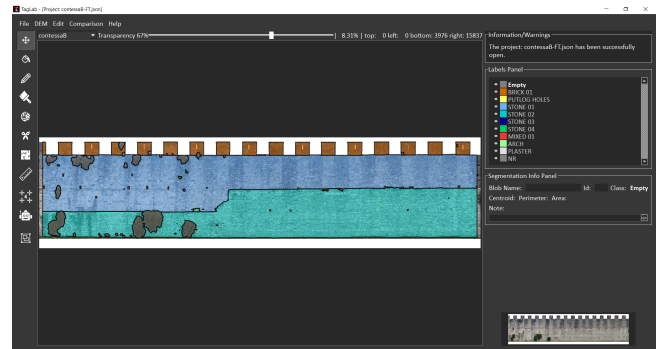 TagLab - [Project: contessaB-FT.json]
File DEM Edit Comparison Help
contessaB
Transparency 67%
8.31% | top: 0 left: 0 bottom: 3976 right: 15837
Information/Warnings
The project: contessaB-FT.json has been successfully
open.
Labels Panel
Empty
BRICK 01
PUTLOG HOLES
STONE 01
STONE 02
STONE 03
STONE 04
MIXED 01
ARCH
PLASTER
NR
Segmentation Info Panel
Blob Name: Id: Class: Empty
Centroid: Perimeter: Area:
Note: